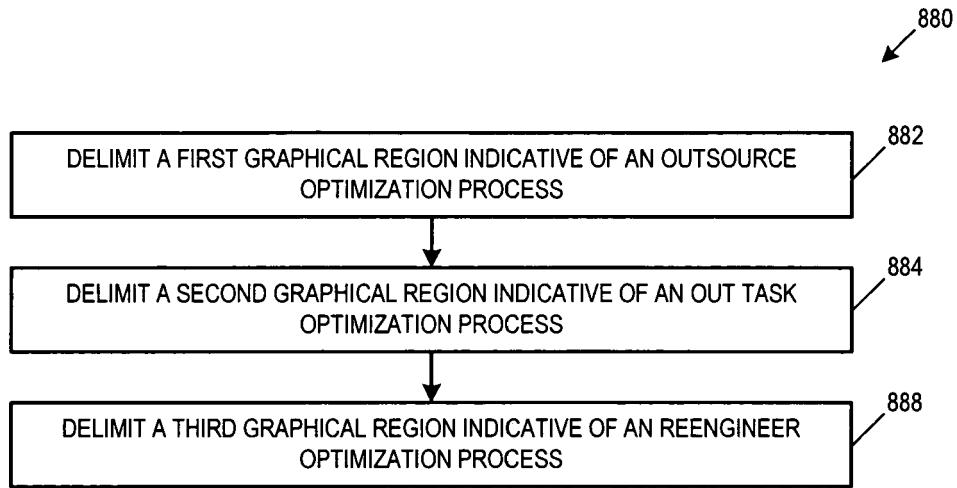 880
DELIMIT A FIRST GRAPHICAL REGION INDICATIVE OF AN OUTSOURCE
OPTIMIZATION PROCESS
882
DELIMIT A SECOND GRAPHICAL REGION INDICATIVE OF AN OUT TASK
OPTIMIZATION PROCESS
884
DELIMIT A THIRD GRAPHICAL REGION INDICATIVE OF AN REENGINEER
OPTIMIZATION PROCESS
888